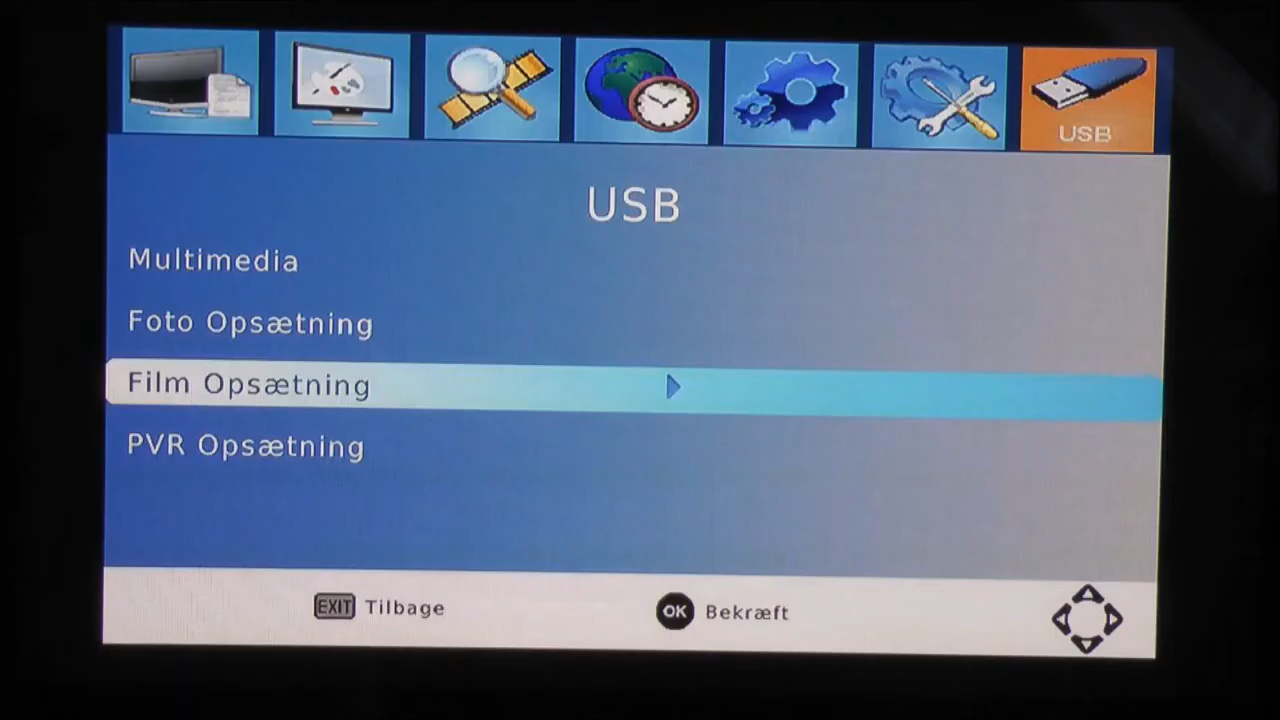 USB
USB
Multimedia
Foto Opsætning
Film Opsætning
PVR Opsætning
EXIT Tilbage
OK Bekræft